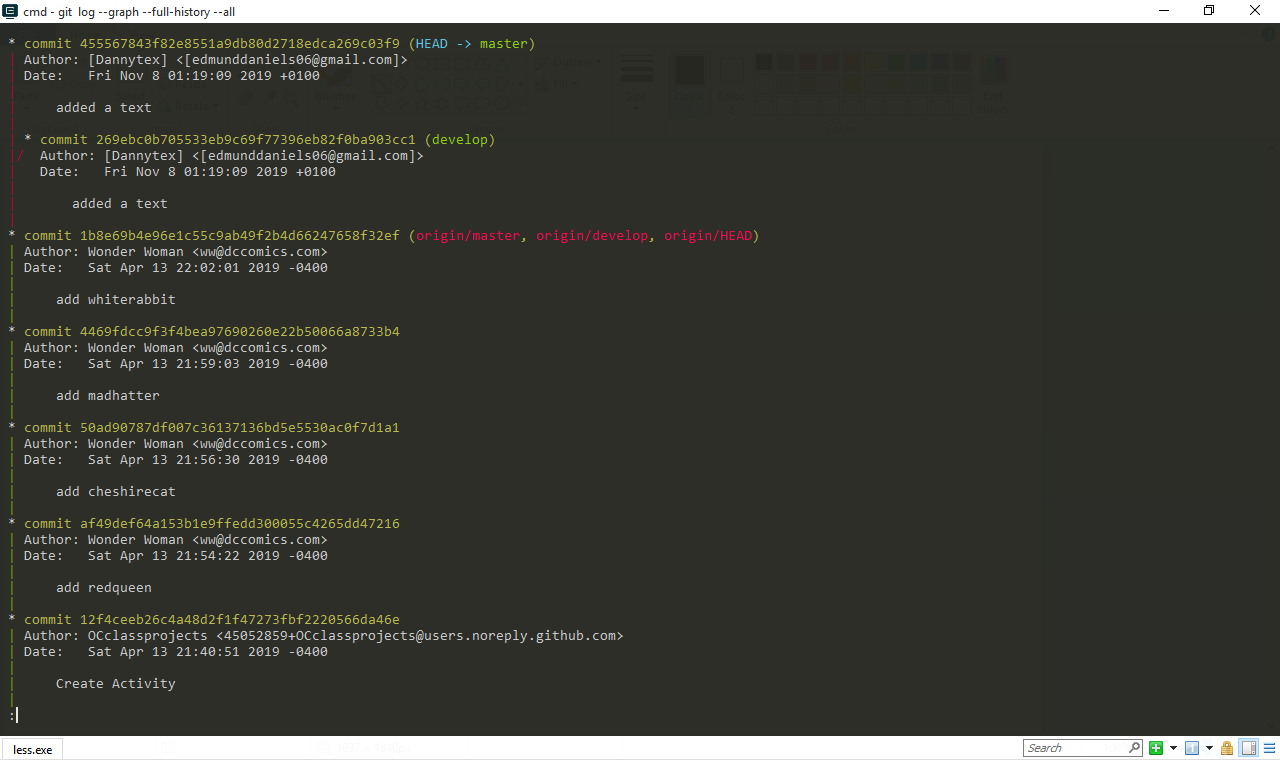 cmd - git log --graph --full-history --all
* commit 455567843f82e8551a9db80d2718edca269c03f9 (HEAD -> master)
| Author: [Dannytex] <[edmunddaniels06@gmail.com]>
| Date:   Fri Nov 8 01:19:09 2019 +0100
|
|     added a text
|
| * commit 269ebc0b705533eb9c69f77396eb82f0ba903cc1 (develop)
|/  Author: [Dannytex] <[edmunddaniels06@gmail.com]>
|   Date:   Fri Nov 8 01:19:09 2019 +0100
|
|       added a text
|
* commit 1b8e69b4e96e1c55c9ab49f2b4d66247658f32ef (origin/master, origin/develop, origin/HEAD)
| Author: Wonder Woman <ww@dccomics.com>
| Date:   Sat Apr 13 22:02:01 2019 -0400
|
|     add whiterabbit
|
* commit 4469fdcc9f3f4bea97690260e22b50066a8733b4
| Author: Wonder Woman <ww@dccomics.com>
| Date:   Sat Apr 13 21:59:03 2019 -0400
|
|     add madhatter
|
* commit 50ad90787df007c36137136bd5e5530ac0f7d1a1
| Author: Wonder Woman <ww@dccomics.com>
| Date:   Sat Apr 13 21:56:30 2019 -0400
|
|     add cheshirecat
|
* commit af49def64a153b1e9ffedd300055c4265dd47216
| Author: Wonder Woman <ww@dccomics.com>
| Date:   Sat Apr 13 21:54:22 2019 -0400
|
|     add redqueen
|
* commit 12f4ceeb26c4a48d2f1f47273fbf2220566da46e
| Author: OCclassprojects <45052859+OCclassprojects@users.noreply.github.com>
| Date:   Sat Apr 13 21:40:51 2019 -0400
|
|     Create Activity
|
:
less.exe
Search